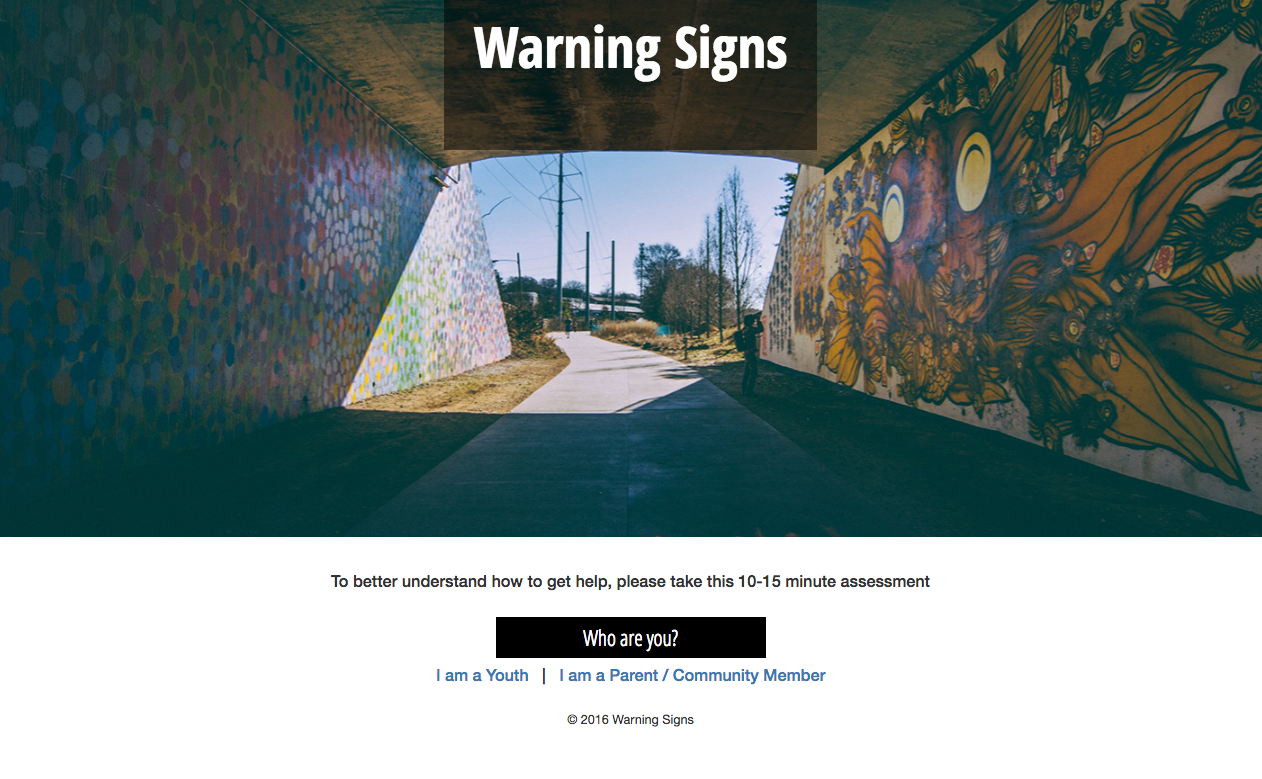 Warning Signs
To better understand how to get help, please take this 10-15 minute assessment
Who are you?
I am a Youth | I am a Parent / Community Member
© 2016 Warning Signs